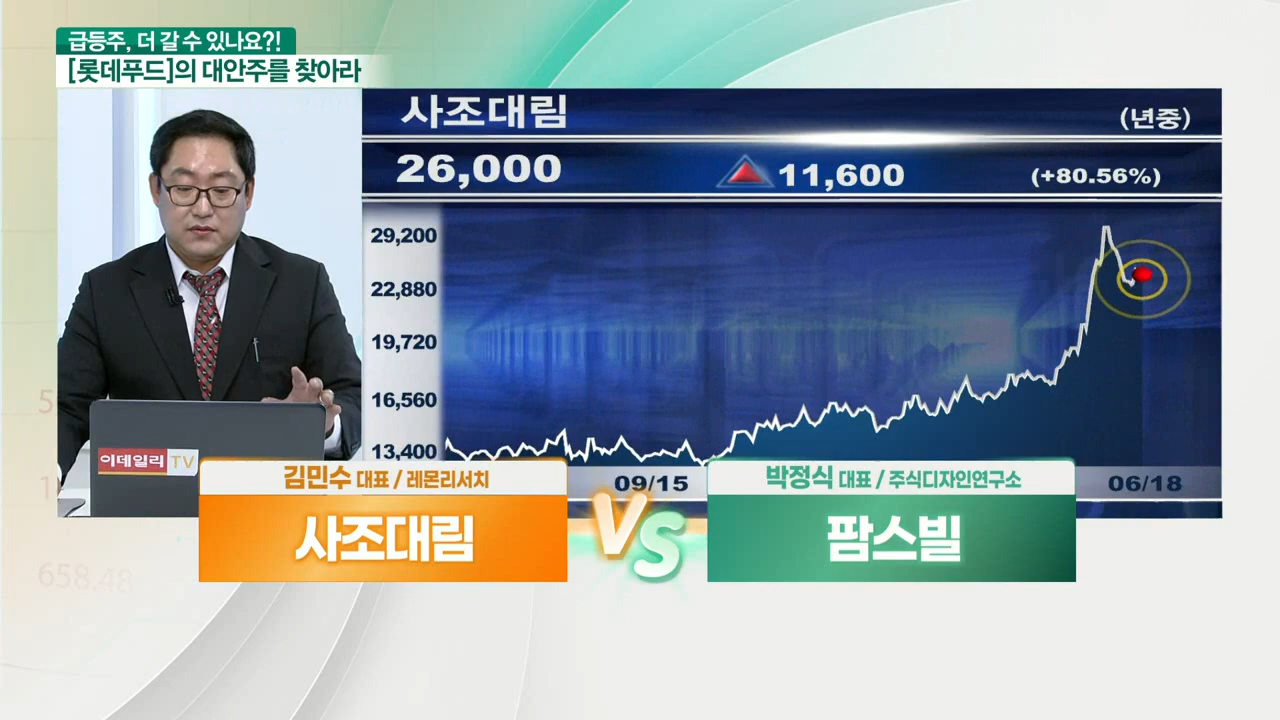 급등주, 더 갈 수 있나요?!
[롯데푸드]의 대안주를 찾아라
사조대림
(년중)
26,000
11,600
(+80.56%)
29,200
22,880
19,720
16,560
13,400
09/15
06/18
이데일리TV
김민수 대표 / 레몬리서치
사조대림
VS
박정식 대표 / 주식디자인연구소
팜스빌
658.48